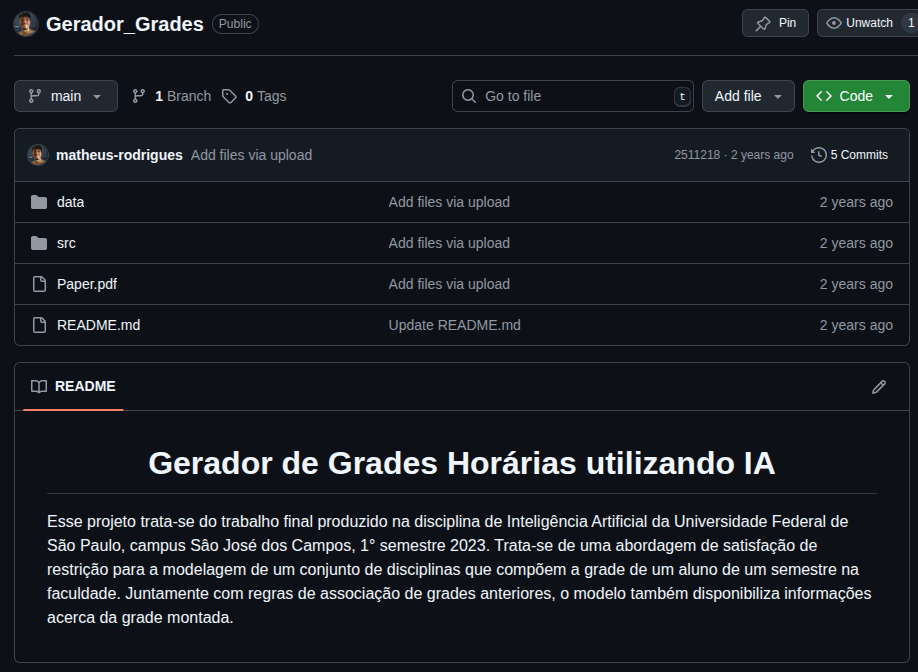 Gerador_Grades Public Pin Unwatch 1
main 1 Branch 0 Tags Go to file t Add file Code
matheus-rodrigues Add files via upload 2511218 · 2 years ago 5 Commits
data Add files via upload 2 years ago
src Add files via upload 2 years ago
Paper.pdf Add files via upload 2 years ago
README.md Update README.md 2 years ago
README
Gerador de Grades Horárias utilizando IA
Esse projeto trata-se do trabalho final produzido na disciplina de Inteligência Artificial da Universidade Federal de
São Paulo, campus Sâo José dos Campos, 1° semestre 2023. Trata-se de uma abordagem de satisfação de
restrição para a modelagem de um conjunto de disciplinas que compõem a grade de um aluno de um semestre na
faculdade. Juntamente com regras de associação de grades anteriores, o modelo também disponibiliza informações
acerca da grade montada.